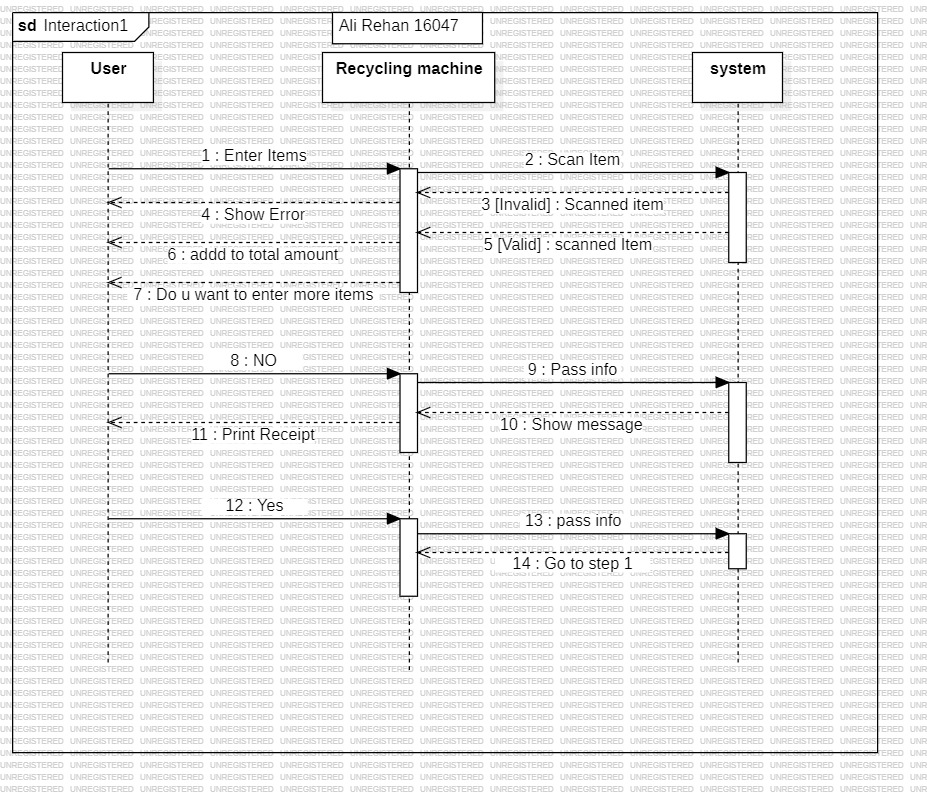 sd Interaction1
Ali Rehan 16047
User
Recycling machine
system
1 : Enter Items
2 : Scan Item
3 [Invalid] : Scanned item
4 : Show Error
5 [Valid] : scanned Item
6 : addd to total amount
7 : Do u want to enter more items
8 : NO
9 : Pass info
10 : Show message
11 : Print Receipt
12 : Yes
13 : pass info
14 : Go to step 1
UNREGISTERED